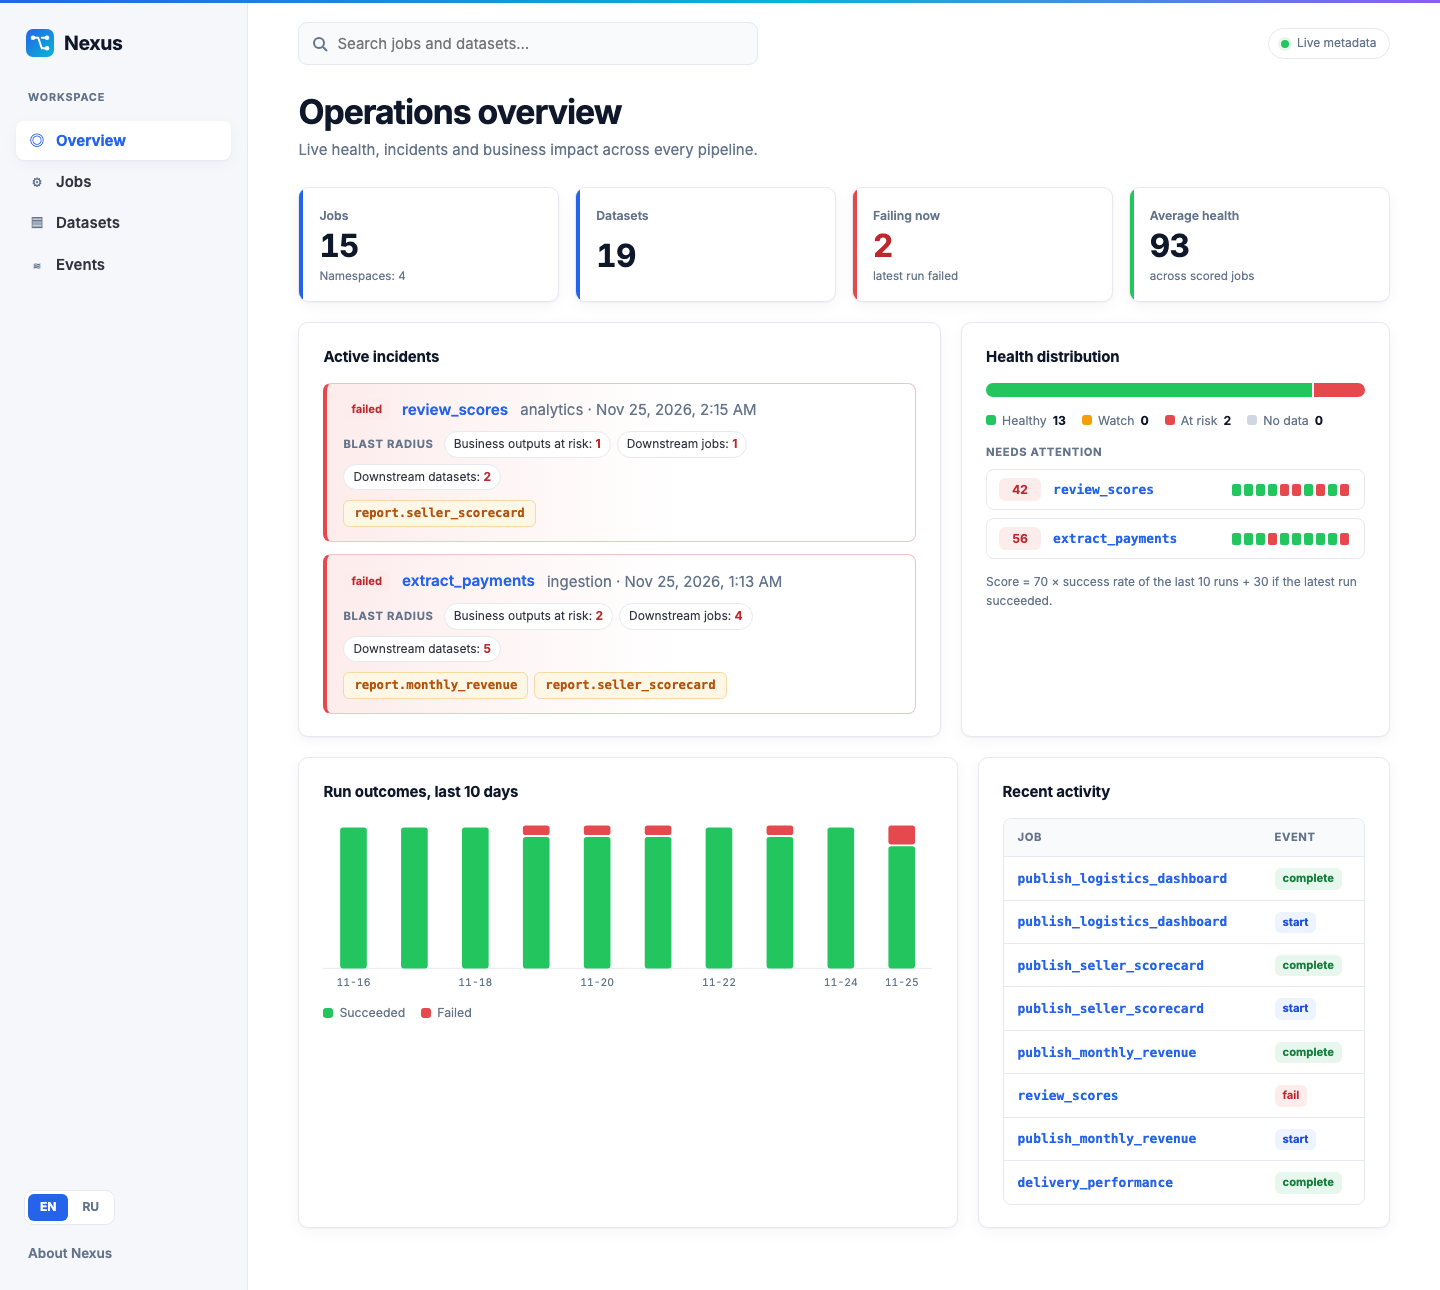 Nexus
Search jobs and datasets...
Live metadata
WORKSPACE
Overview
Jobs
Datasets
Events
Operations overview
Live health, incidents and business impact across every pipeline.
Jobs
15
Namespaces: 4
Datasets
19
Failing now
2
latest run failed
Average health
93
across scored jobs
Active incidents
failed review_scores analytics · Nov 25, 2026, 2:15 AM
BLAST RADIUS Business outputs at risk: 1 Downstream jobs: 1
Downstream datasets: 2
report.seller_scorecard
failed extract_payments ingestion · Nov 25, 2026, 1:13 AM
BLAST RADIUS Business outputs at risk: 2 Downstream jobs: 4
Downstream datasets: 5
report.monthly_revenue report.seller_scorecard
Health distribution
Healthy 13 Watch 0 At risk 2 No data 0
NEEDS ATTENTION
42 review_scores
56 extract_payments
Score = 70 × success rate of the last 10 runs + 30 if the latest run
succeeded.
Run outcomes, last 10 days
11-16 11-18 11-20 11-22 11-24 11-25
Succeeded Failed
Recent activity
JOB EVENT
publish_logistics_dashboard complete
publish_logistics_dashboard start
publish_seller_scorecard complete
publish_seller_scorecard start
publish_monthly_revenue complete
review_scores fail
publish_monthly_revenue start
delivery_performance complete
EN RU
About Nexus